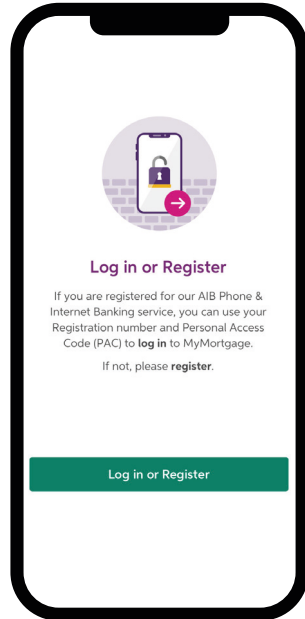 Log in or Register
If you are registered for our AIB Phone &
Internet Banking service, you can use your
Registration number and Personal Access
Code (PAC) to log in to MyMortgage.
If not, please register.
Log in or Register